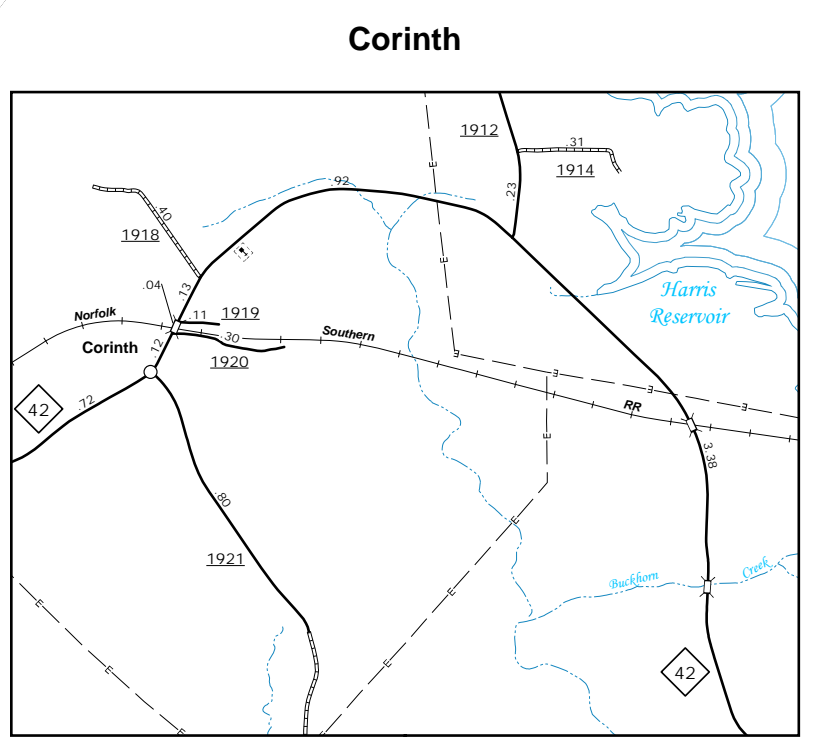 Corinth
1912
.31
1914
.92
.23
.40
E
1918
E
.04
.13
Harris
Reservoir
.11
1919
Norfolk
.30
Southern
Corinth
.12
1920
E
E
E
E
42
.72
RR
E
3.38
.80
E
1921
Buckhorn
Creek
E
E
E
E
42
E